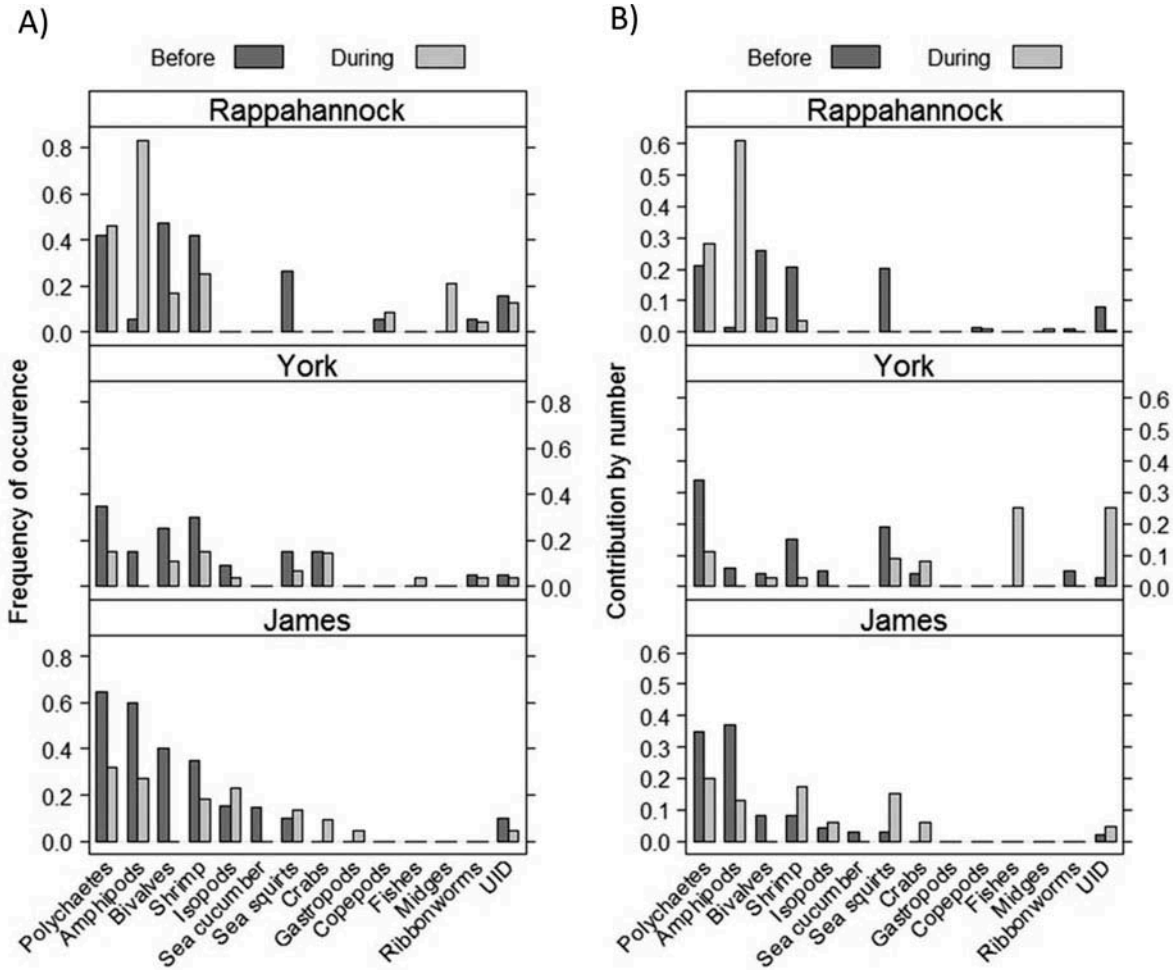 A)
Before During
Rappahannock
0.8
0.6
0.4
0.2
0.0
York
0.8
0.6
0.4
0.2
0.0
James
0.8
0.6
0.4
0.2
0.0
Frequency of occurence
Polychaetes
Amphipods
Bivalves
Shrimp
Isopods
Sea cucumber
Sea squirts
Crabs
Gastropods
Copepods
Fishes
Midges
Ribbonworms
UID
B)
Before During
Rappahannock
0.6
0.5
0.4
0.3
0.2
0.1
0.0
York
0.6
0.5
0.4
0.3
0.2
0.1
0.0
James
0.6
0.5
0.4
0.3
0.2
0.1
0.0
Contribution by number
Polychaetes
Amphipods
Bivalves
Shrimp
Isopods
Sea cucumber
Sea squirts
Crabs
Gastropods
Copepods
Fishes
Midges
Ribbonworms
UID